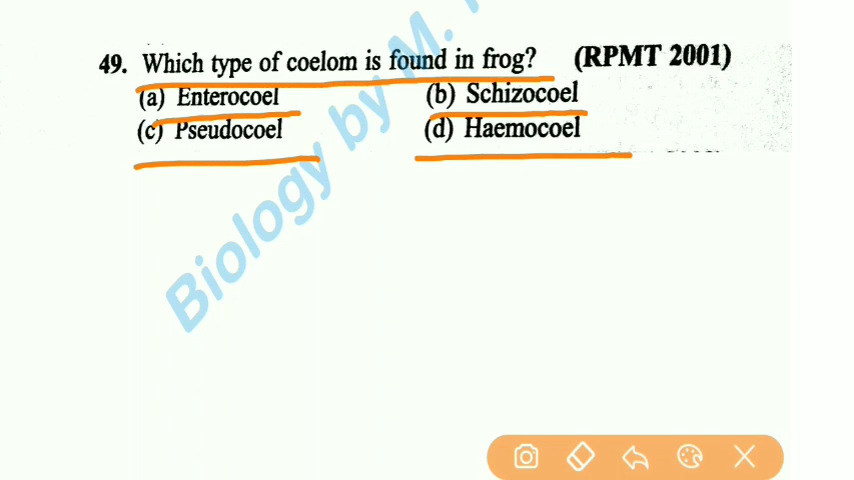 49. Which type of coelom is found in frog? (RPMT 2001)
(a) Enterocoel (b) Schizocoel
(c) Pseudocoel (d) Haemocoel
Biology by M.